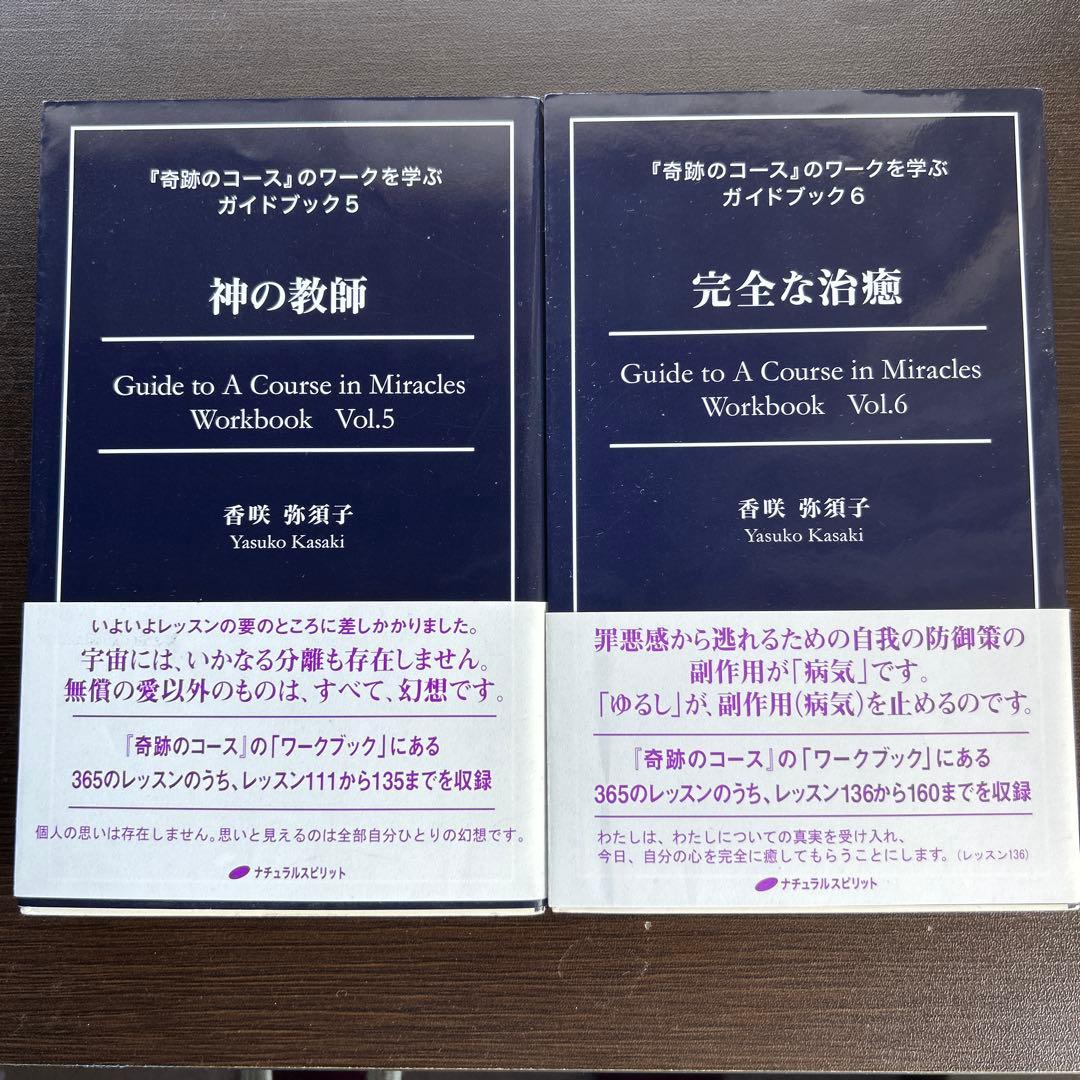 『奇跡のコース』のワークを学ぶ
ガイドブック5
神の教師
Guide to A Course in Miracles
Workbook Vol.5
香咲 弥須子
Yasuko Kasaki
いよいよレッスンの要のところに差しかかりました。
宇宙には、いかなる分離も存在しません。
無償の愛以外のものは、すべて、幻想です。
『奇跡のコース』の「ワークブック」にある
365のレッスンのうち、レッスン111から135までを収録
個人の思いは存在しません。思いと見えるのは全部自分ひとりの幻想です。
ナチュラルスピリット
『奇跡のコース』のワークを学ぶ
ガイドブック6
完全な治癒
Guide to A Course in Miracles
Workbook Vol.6
香咲 弥須子
Yasuko Kasaki
罪悪感から逃れるための自我の防御策の
副作用が「病気」です。
「ゆるし」が、副作用(病気)を止めるのです。
『奇跡のコース』の「ワークブック」にある
365のレッスンのうち、レッスン136から160までを収録
わたしは、わたしについての真実を受け入れ、
今日、自分の心を完全に癒してもらうことにします。(レッスン136)
ナチュラルスピリット